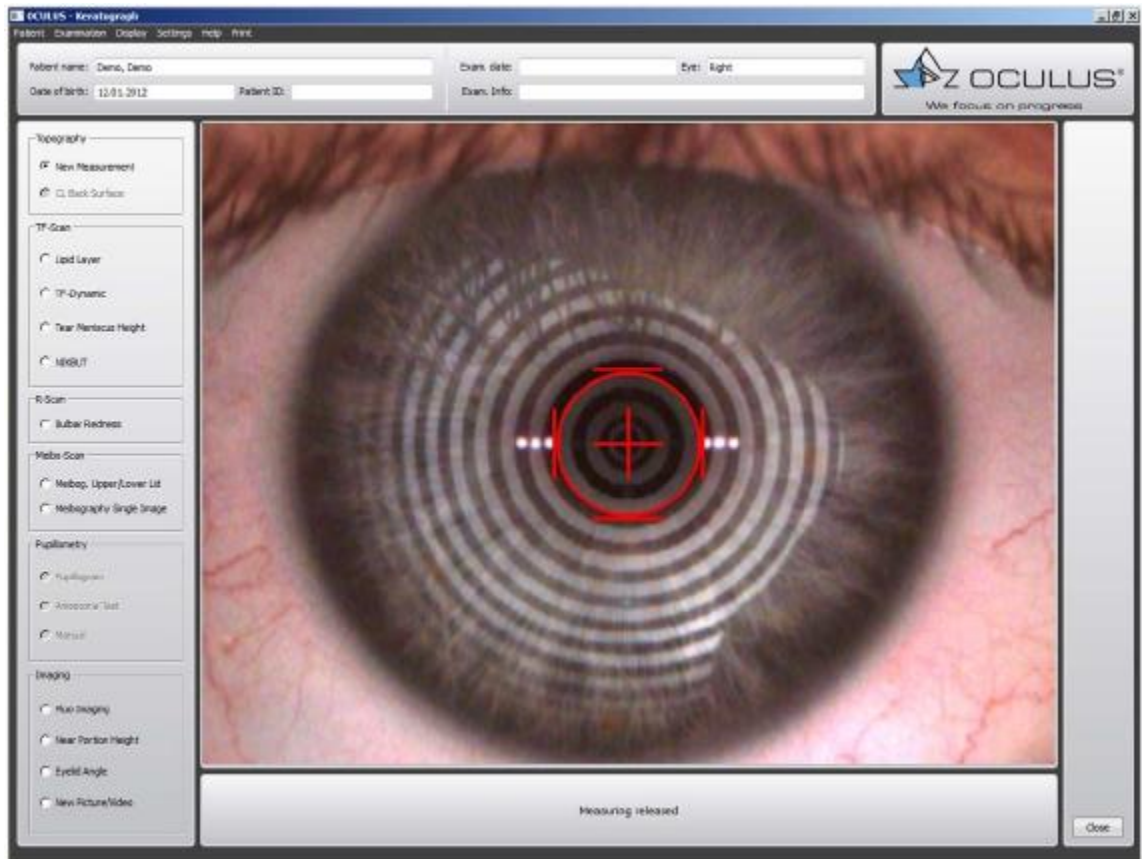 OCULUS - Keratograph
Patient Examination Display Settings Help Print
Patient name: Demo, Demo
Exam. date:
Eye: Right
Date of birth: 12.01.2012
Patient ID:
Exam. Info:
OCULUS®
We focus on progress
Topography
New Measurement
CL Back Surface
TF-Scan
Lipid Layer
TF-Dynamic
Tear Meniscus Height
NIKBUT
R-Scan
Bulbar Redness
Meibo-Scan
Meibog. Upper/Lower Lid
Meibography Single Image
Pupillometry
Pupillogram
Anisocoria Test
Manual
Imaging
Fluo Imaging
Near Portion Height
Eyelid Angle
New Picture/Video
Measuring released
Close